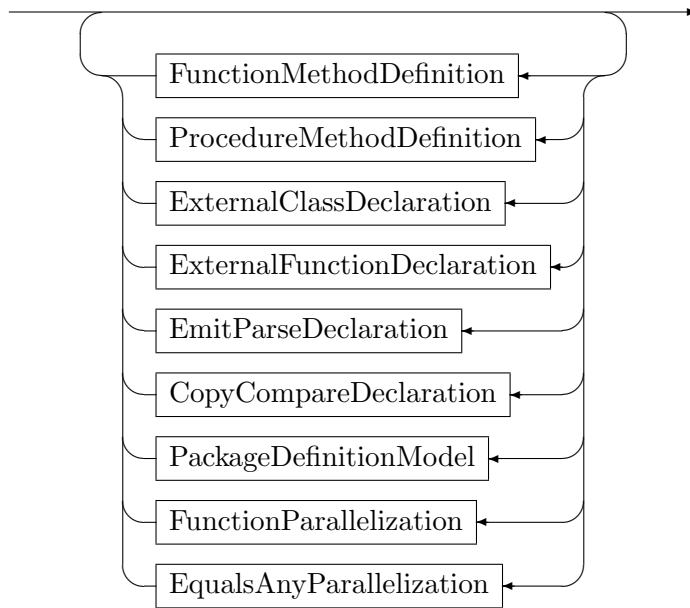 FunctionMethodDefinition
ProcedureMethodDefinition
ExternalClassDeclaration
ExternalFunctionDeclaration
EmitParseDeclaration
CopyCompareDeclaration
PackageDefinitionModel
FunctionParallelization
EqualsAnyParallelization